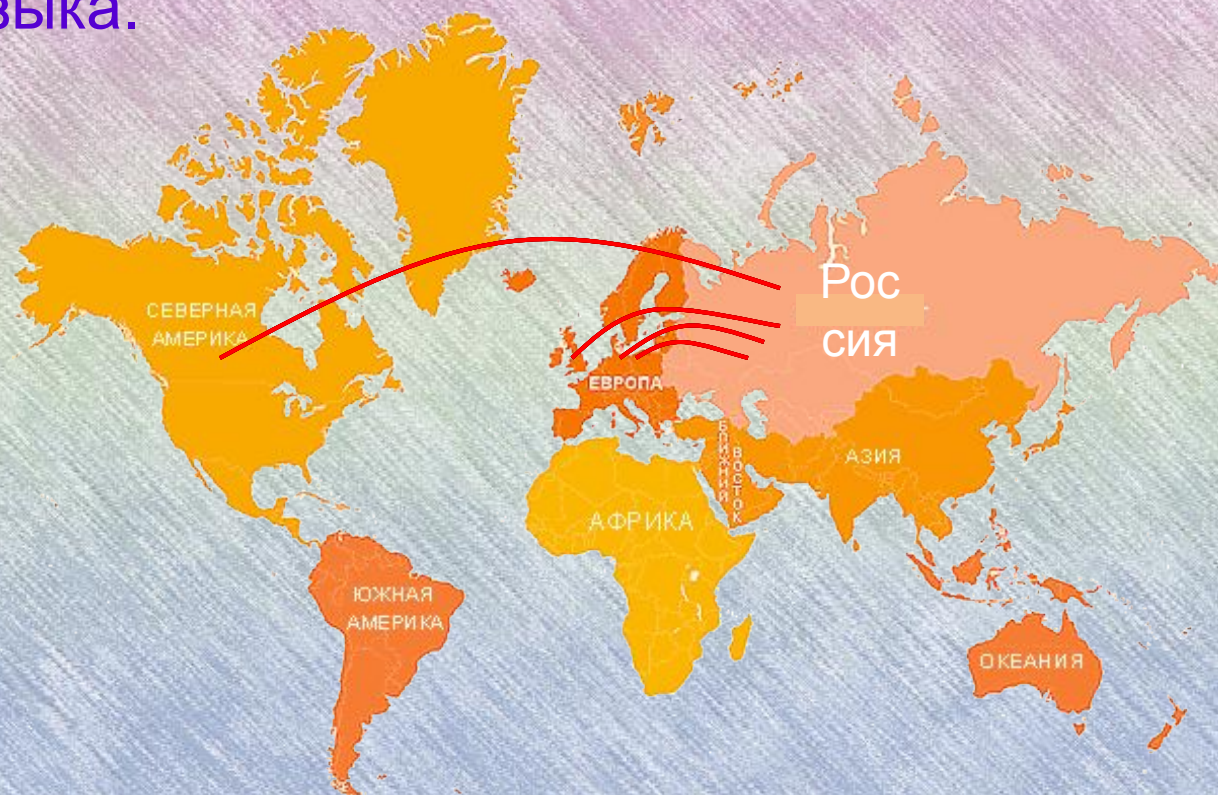 зыка.
Рос
сия
СЕВЕРНАЯ
АМЕРИКА
ЕВРОПА
БЛИЖНИЙ
ВОСТОК
АЗИЯ
АФРИКА
ЮЖНАЯ
АМЕРИКА
ОКЕАНИЯ